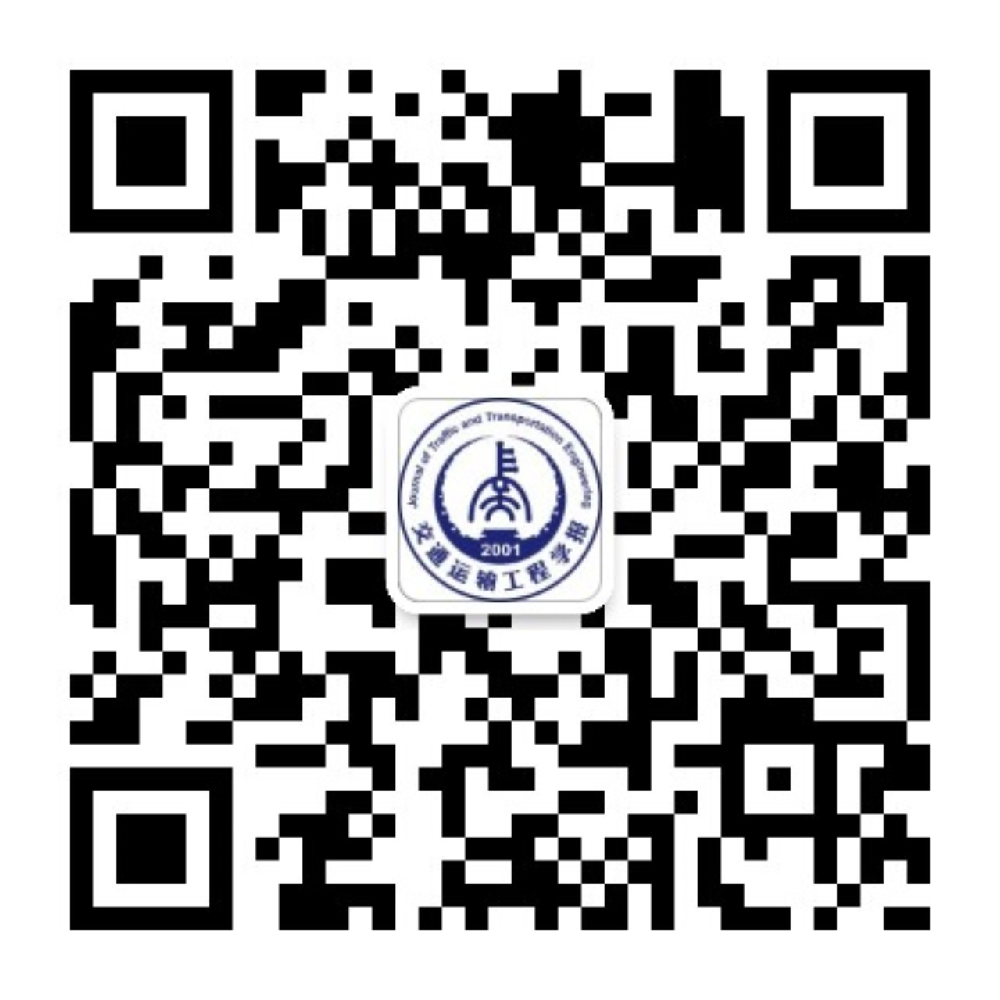 Journal of Traffic and Transportation Engineering
2001
交通运输工程学报